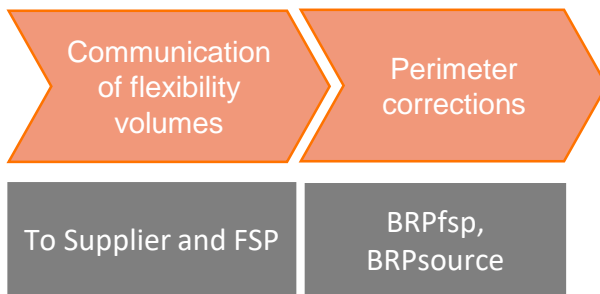 Communication
of flexibility
volumes
Perimeter
corrections
To Supplier and FSP
BRPfsp,
BRPsource